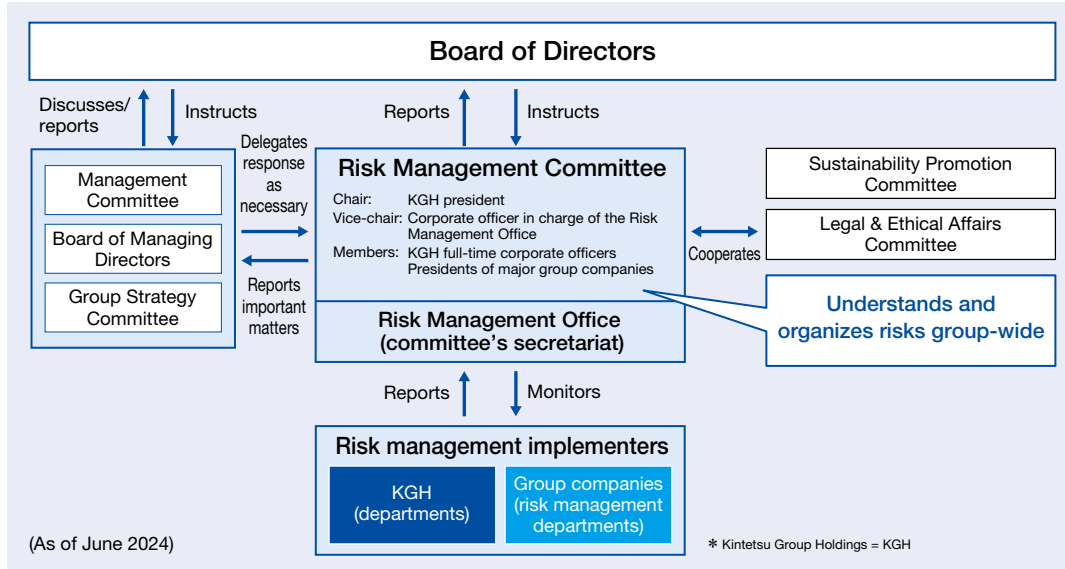 Board of Directors
Discusses/
reports
Instructs
Reports
Instructs
Management
Committee
Board of Managing
Directors
Group Strategy
Committee
Delegates
response
as
necessary
Reports
important
matters
Risk Management Committee
Chair: KGH president
Vice-chair: Corporate officer in charge of the Risk
Management Office
Members: KGH full-time corporate officers
Presidents of major group companies
Risk Management Office
(committee's secretariat)
Cooperates
Sustainability Promotion
Committee
Legal & Ethical Affairs
Committee
Understands and
organizes risks group-wide
Reports
Monitors
Risk management implementers
KGH
(departments)
Group companies
(risk management
departments)
(As of June 2024)
* Kintetsu Group Holdings = KGH